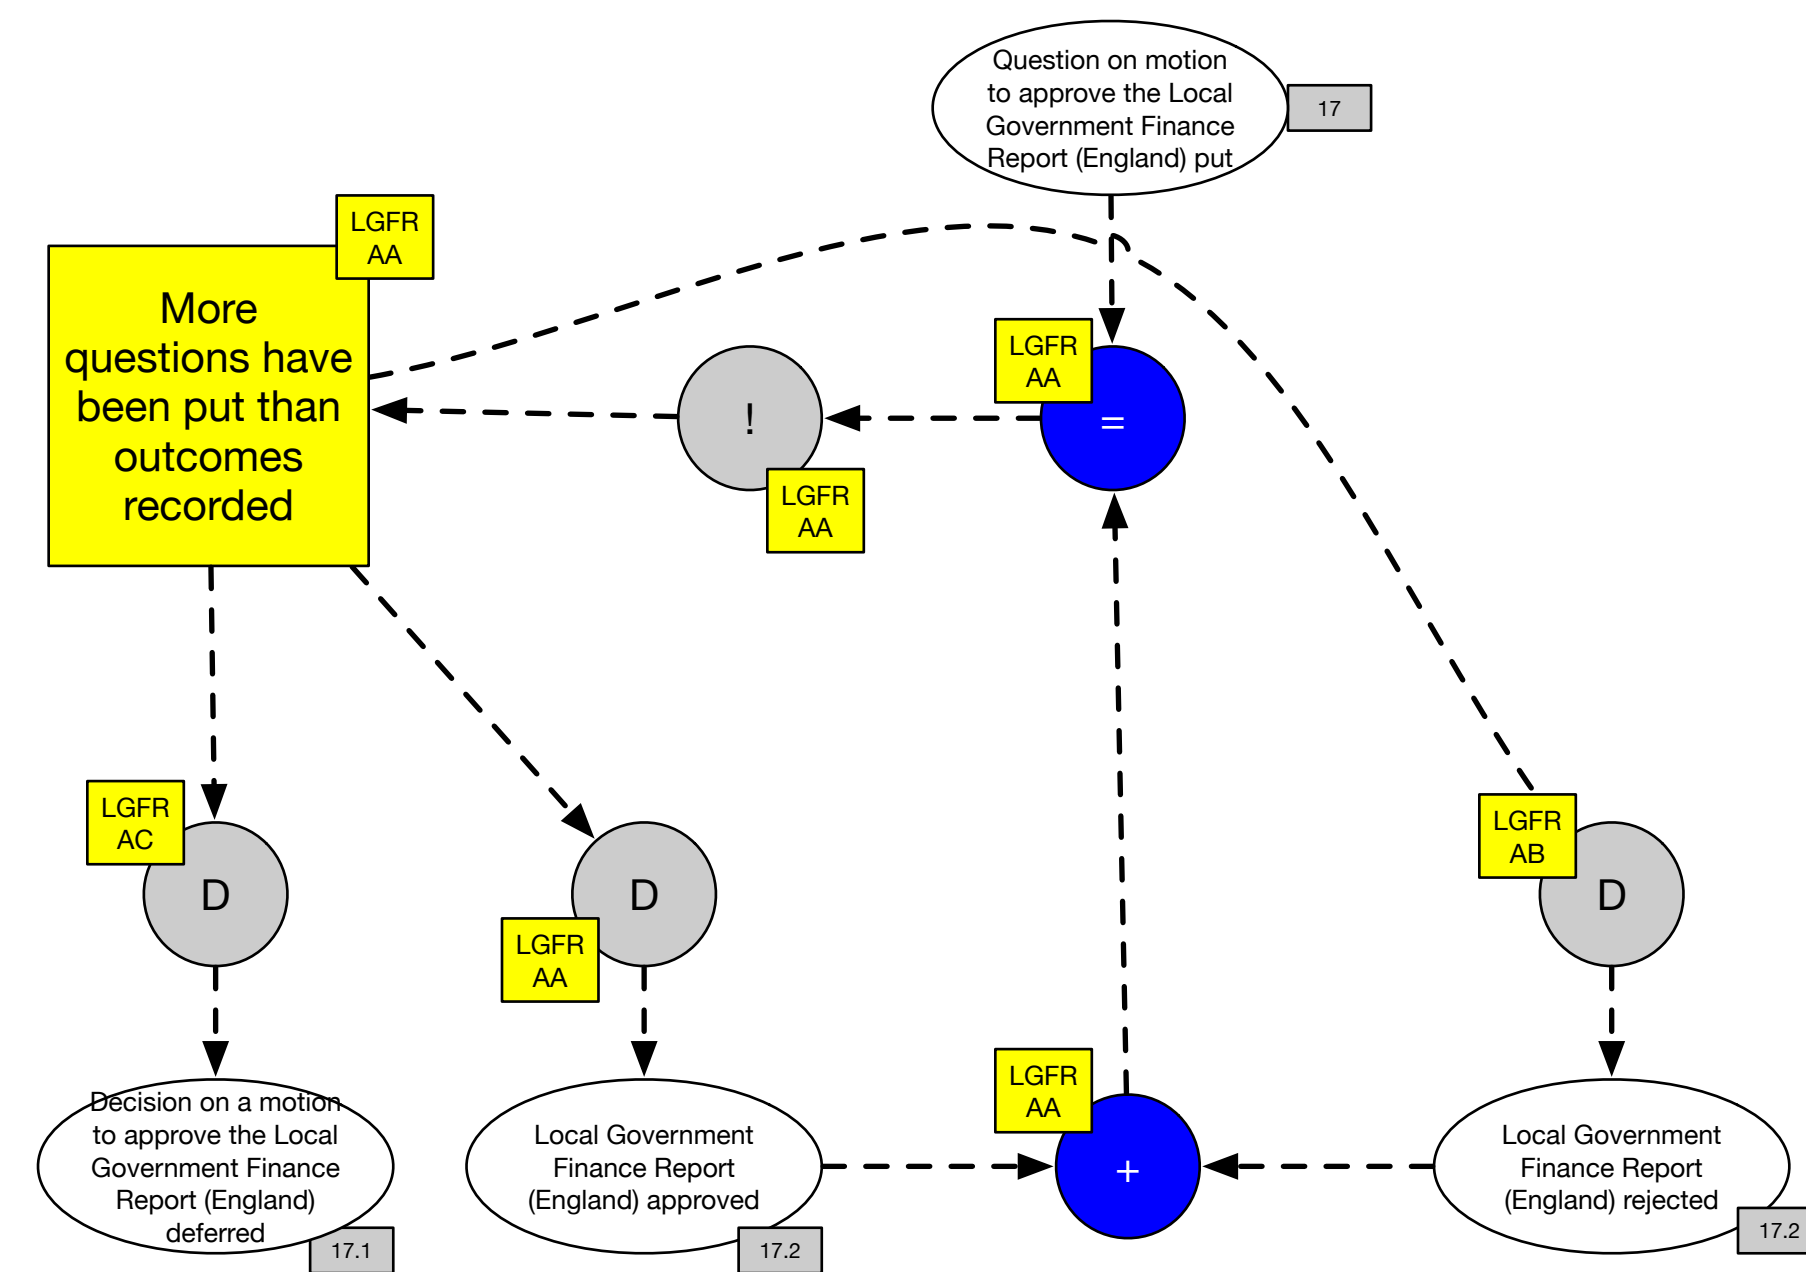 Question on motion
to approve the Local
Government Finance
Report (England) put
17
LGFR
AA
More
questions have
been put than
outcomes
recorded
LGFR
AA
=
!
LGFR
AA
LGFR
AC
D
D
LGFR
AA
LGFR
AB
D
LGFR
AA
+
Decision on a motion
to approve the Local
Government Finance
Report (England)
deferred
17.1
Local Government
Finance Report
(England) approved
17.2
Local Government
Finance Report
(England) rejected
17.2